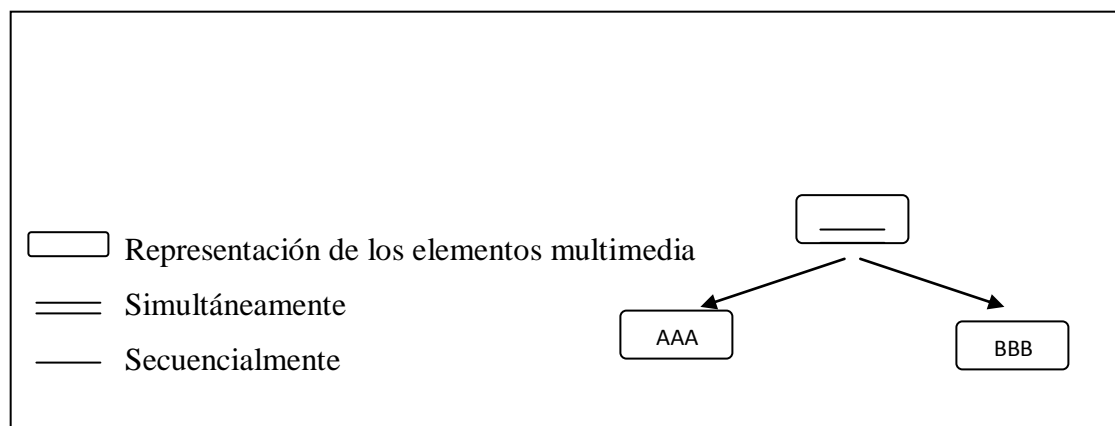 Representación de los elementos multimedia
Simultáneamente
Secuencialmente
AAA
BBB